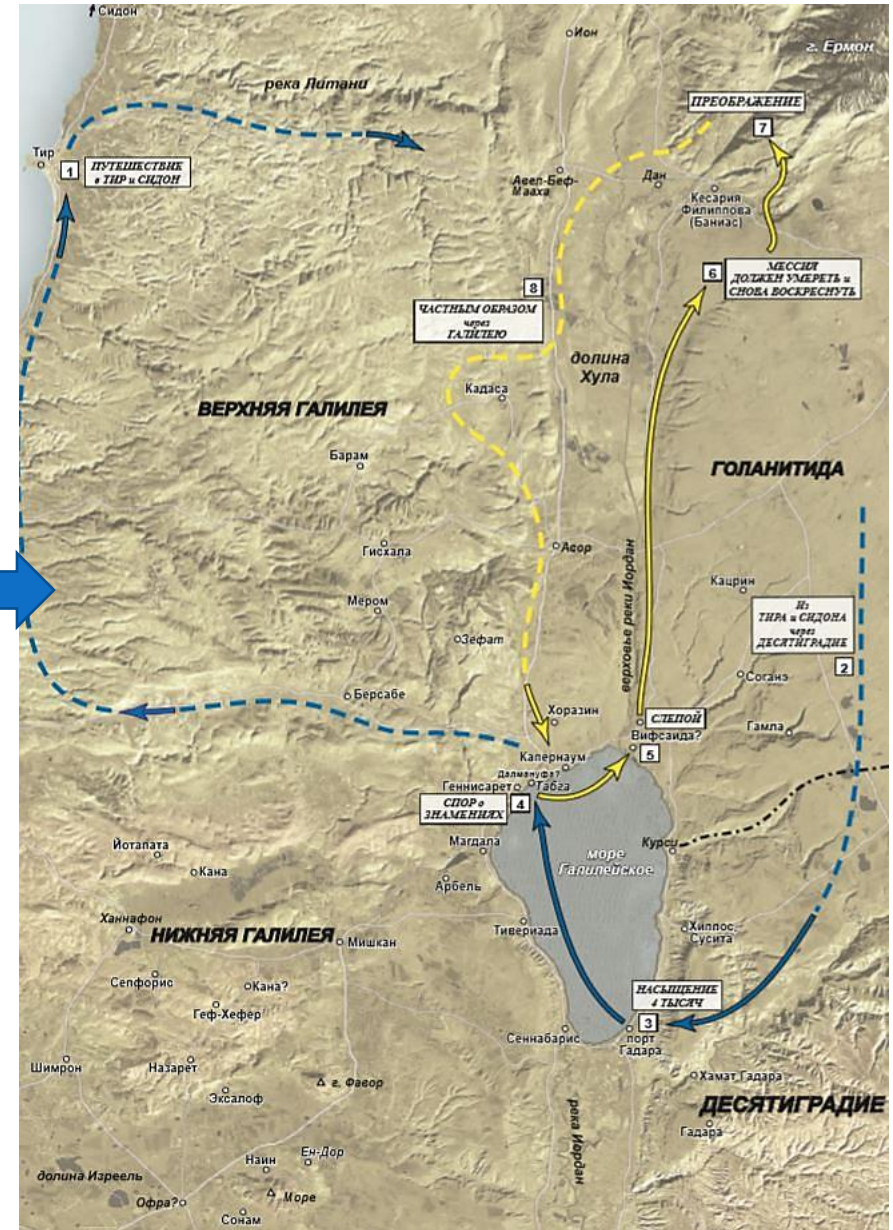 Сидон
Ион
г. Ермон
река Литани
ПРЕОБРАЖЕНИЕ
7
Тир
1
ПУТЕШЕСТВИЕ
в ТИР и СИДОН
Авел-Беф-
Мааха
Дан
Кесария
Филиппова
(Баниас)
6
МЕССИЯ
ДОЛЖЕН УМЕРЕТЬ и
СНОВА ВОСКРЕСНУТЬ
8
ЧАСТНЫМ ОБРАЗОМ
через
ГАЛИЛЕЮ
долина
Хула
Кадаса
ВЕРХНЯЯ ГАЛИЛЕЯ
Барам
ГОЛАНИТИДА
Гисхала
Асор
Кацрин
верховье реки Иордан
Мером
Из
ТИРА и СИДОНА
через
ДЕСЯТИГРАДИЕ
2
Зефат
Соганэ
Берсабе
Хоразин
СЛЕПОЙ
Гамла
Вифсаида?
5
Капернаум
Далмануфа?
Геннисарет
Табга
СПОР о
ЗНАМЕНИЯХ
4
Йотапата
Магдала
море
Галилейское
Курси
Кана
Арбель
Ханнафон
НИЖНЯЯ ГАЛИЛЕЯ
Мишкан
Тивериада
Хиппос,
Сусита
Сепфорис
Кана?
НАСЫЩЕНИЕ
4 ТЫСЯЧ
Геф-Хефер
3
Сеннабарис
порт
Гадара
Шимрон
Назарет
Хамат Гадара
г. Фавор
Эксалоф
ДЕСЯТИГРАДИЕ
Гадара
река Иордан
Наин
Ен-Дор
долина Изреель
Офра?
Море
Сонам